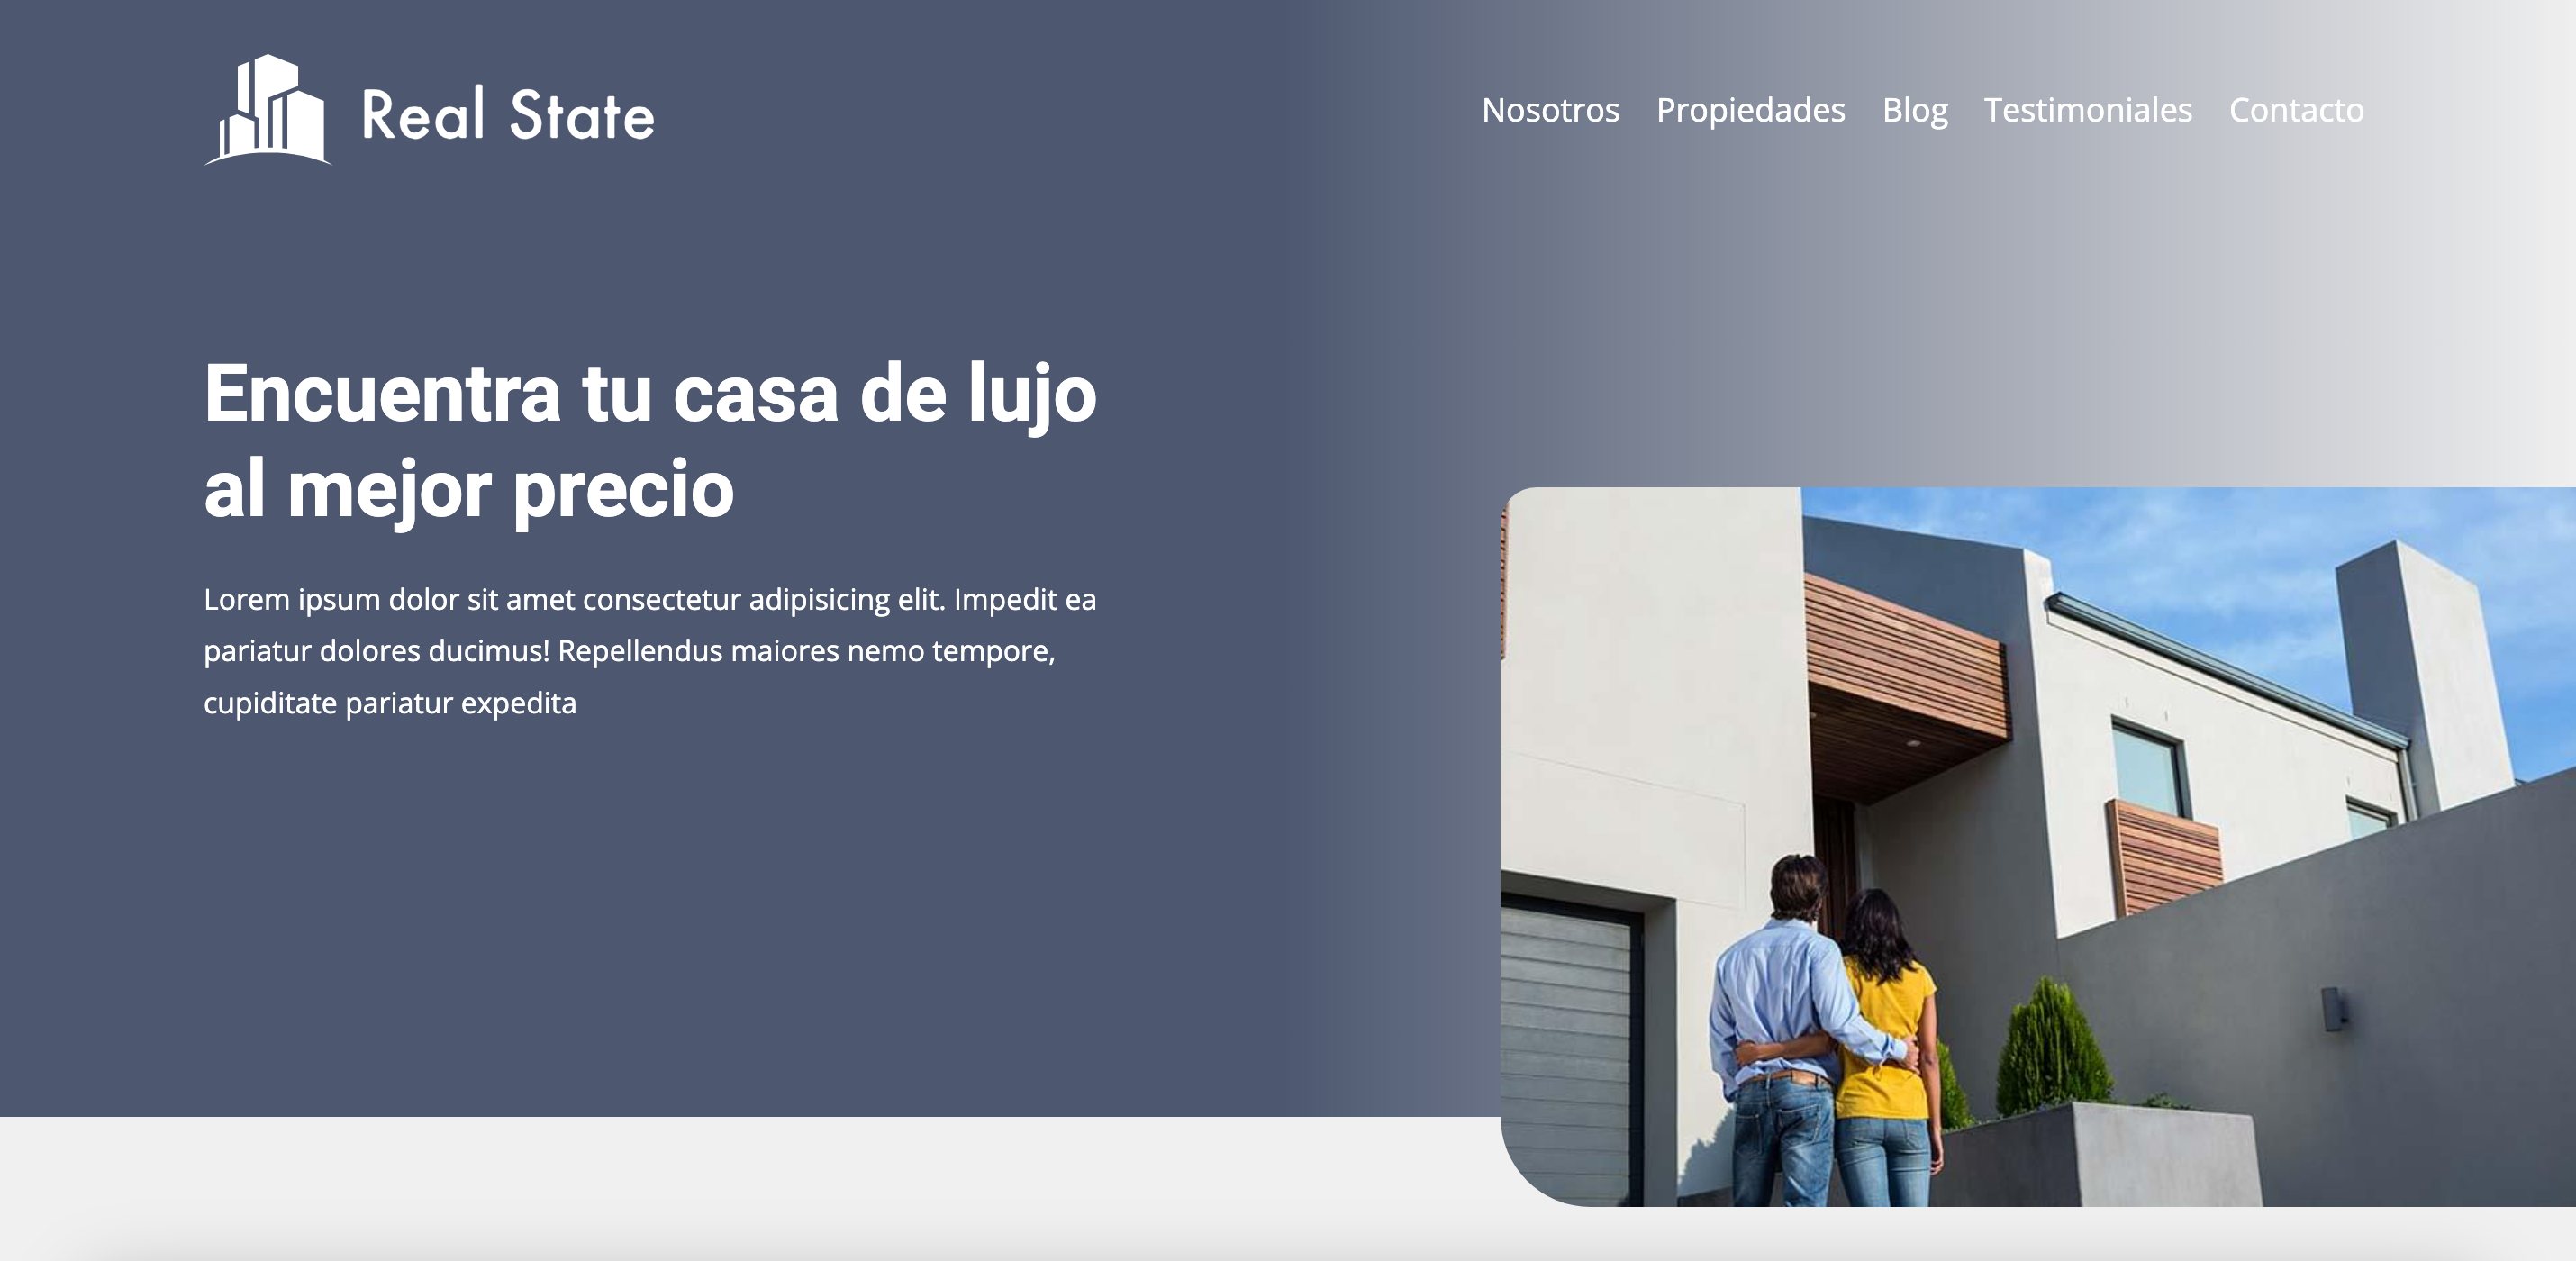 Real State
Nosotros Propiedades Blog Testimoniales Contacto
Encuentra tu casa de lujo
al mejor precio
Lorem ipsum dolor sit amet consectetur adipisicing elit. Impedit ea
pariatur dolores ducimus! Repellendus maiores nemo tempore,
cupiditate pariatur expedita